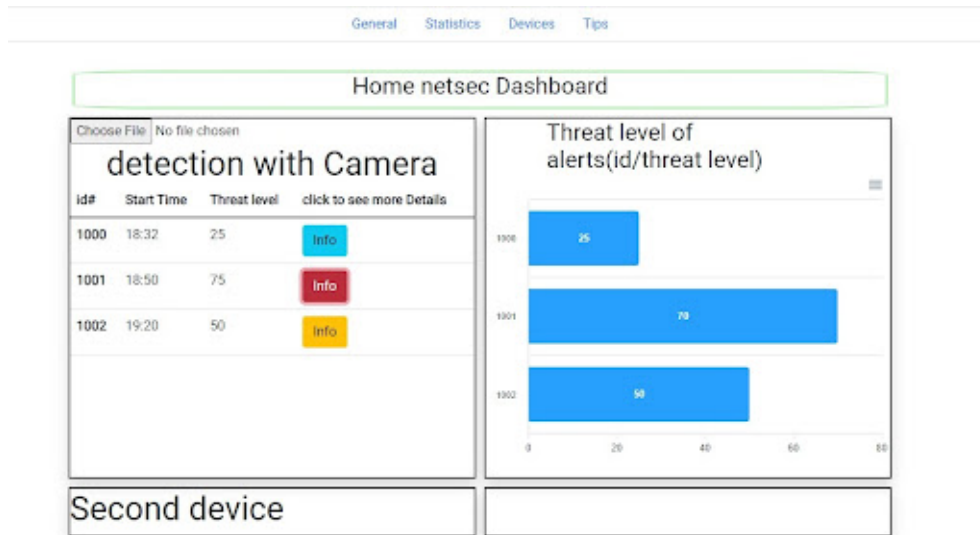 General Statistics Devices Tips
Home netsec Dashboard
Choose File No file chosen
detection with Camera
id# Start Time Threat level click to see more Details
1000 18:32 25 Info
1001 18:50 75 Info
1002 19:20 50 Info
Threat level of
alerts(id/threat level)
1000 25
1001 70
1002 50
0 20 40 60 80
Second device